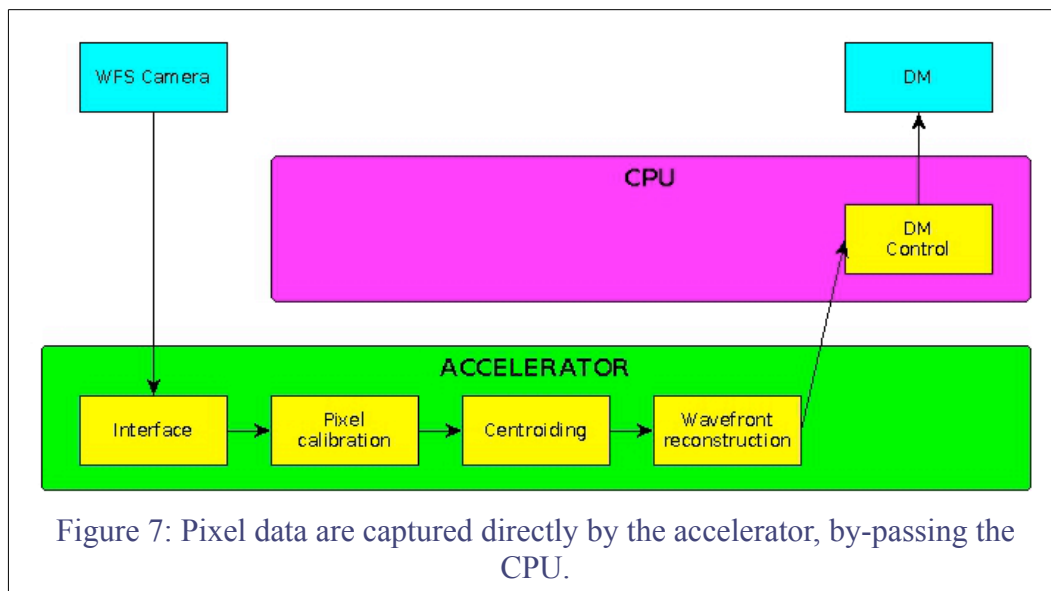 WFS Camera
DM
CPU
DM
Control
ACCELERATOR
Interface
Pixel
calibration
Centroiding
Wavefront
reconstruction
Figure 7: Pixel data are captured directly by the accelerator, by-passing the
CPU.